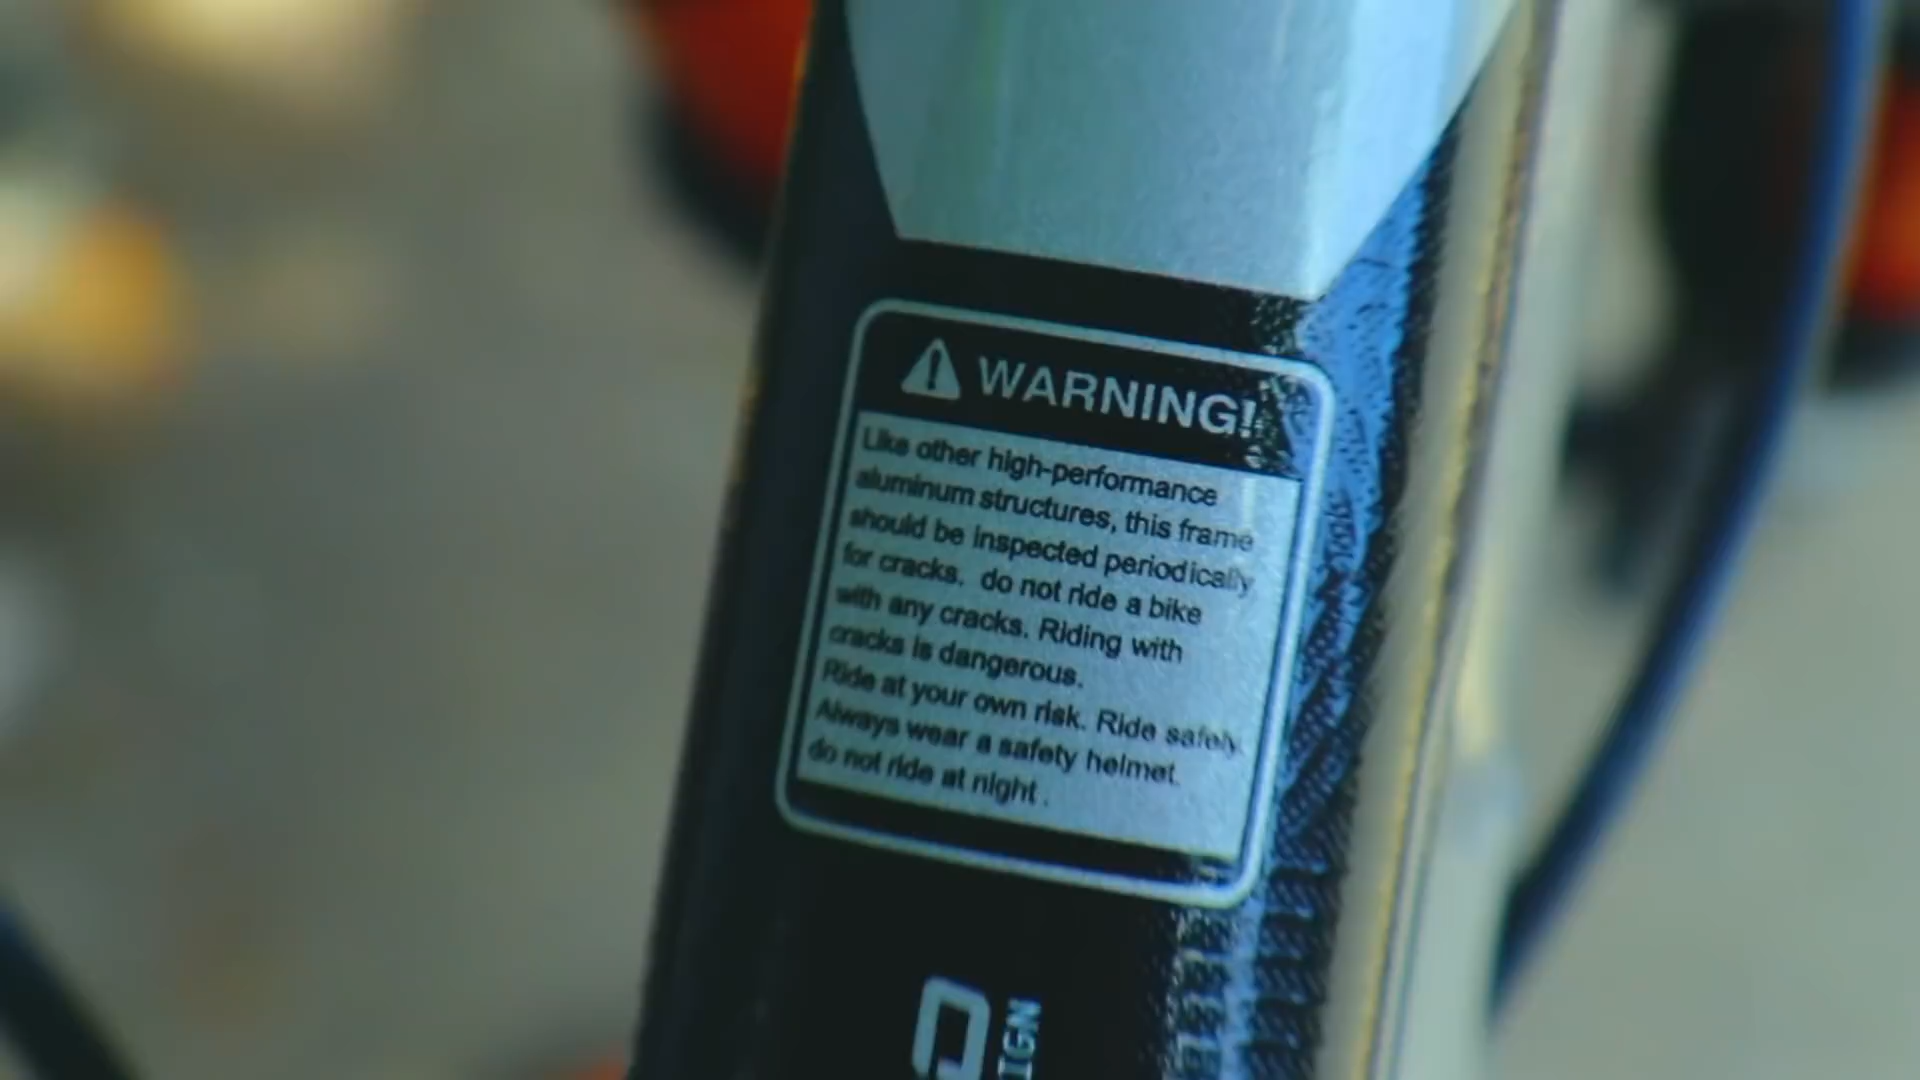 WARNING!
Like other high-performance
aluminum structures, this frame
should be inspected periodically
for cracks. do not ride a bike
with any cracks. Riding with
cracks is dangerous.
Ride at your own risk. Ride safely.
Always wear a safety helmet.
do not ride at night .
IGN